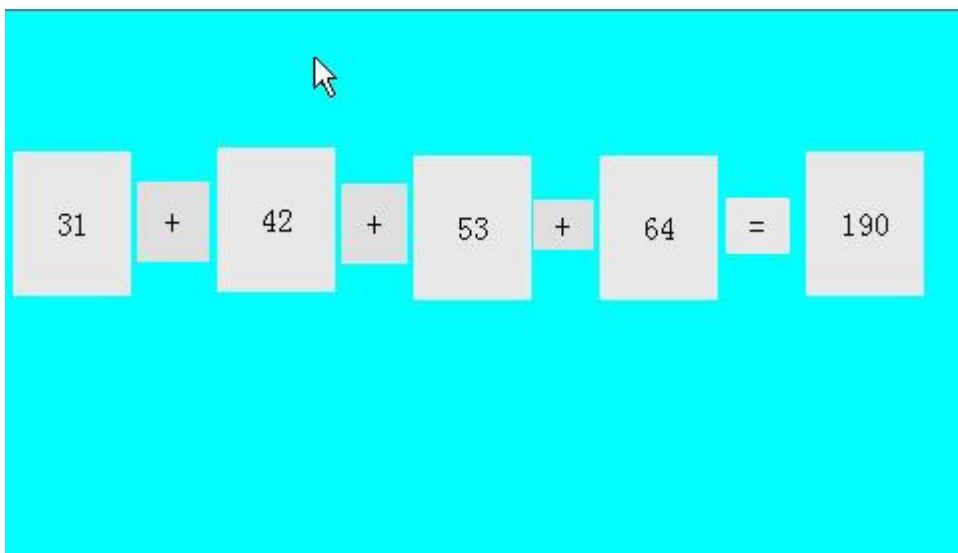 31 + 42 + 53 + 64 = 190